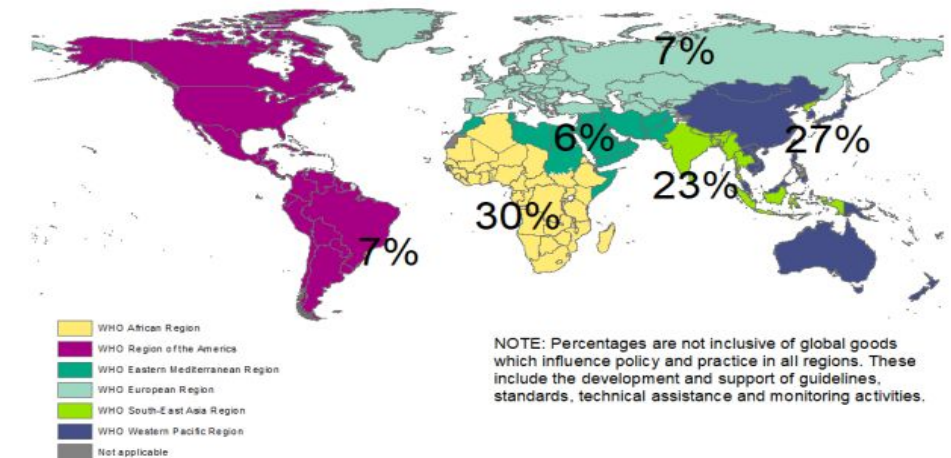 7%
6%
27%
23%
30%
7%
WHO African Region
WHO Region of the America
WHO Eastern Mediterranean Region
WHO European Region
WHO South-East Asia Region
WHO Western Pacific Region
Not applicable
NOTE: Percentages are not inclusive of global goods
which influence policy and practice in all regions. These
include the development and support of guidelines,
standards, technical assistance and monitoring activities.